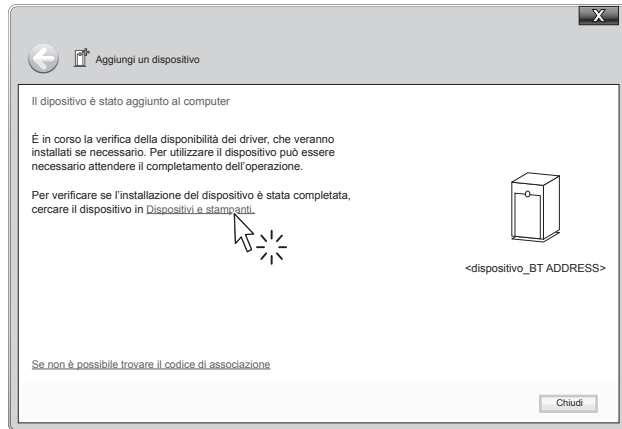 X
Aggiungi un dispositivo
Il dipositivo è stato aggiunto al computer
È in corso la verifica della disponibilità dei driver, che veranno
installati se necessario. Per utilizzare il dispositivo può essere
necessario attendere il completamento dell'operazione.
Per verificare se l'installazione del dispositivo è stata completata,
cercare il dispositivo in Dispositivi e stampanti.
<dispositivo_BT ADDRESS>
Se non è possibile trovare il codice di associazione
Chiudi